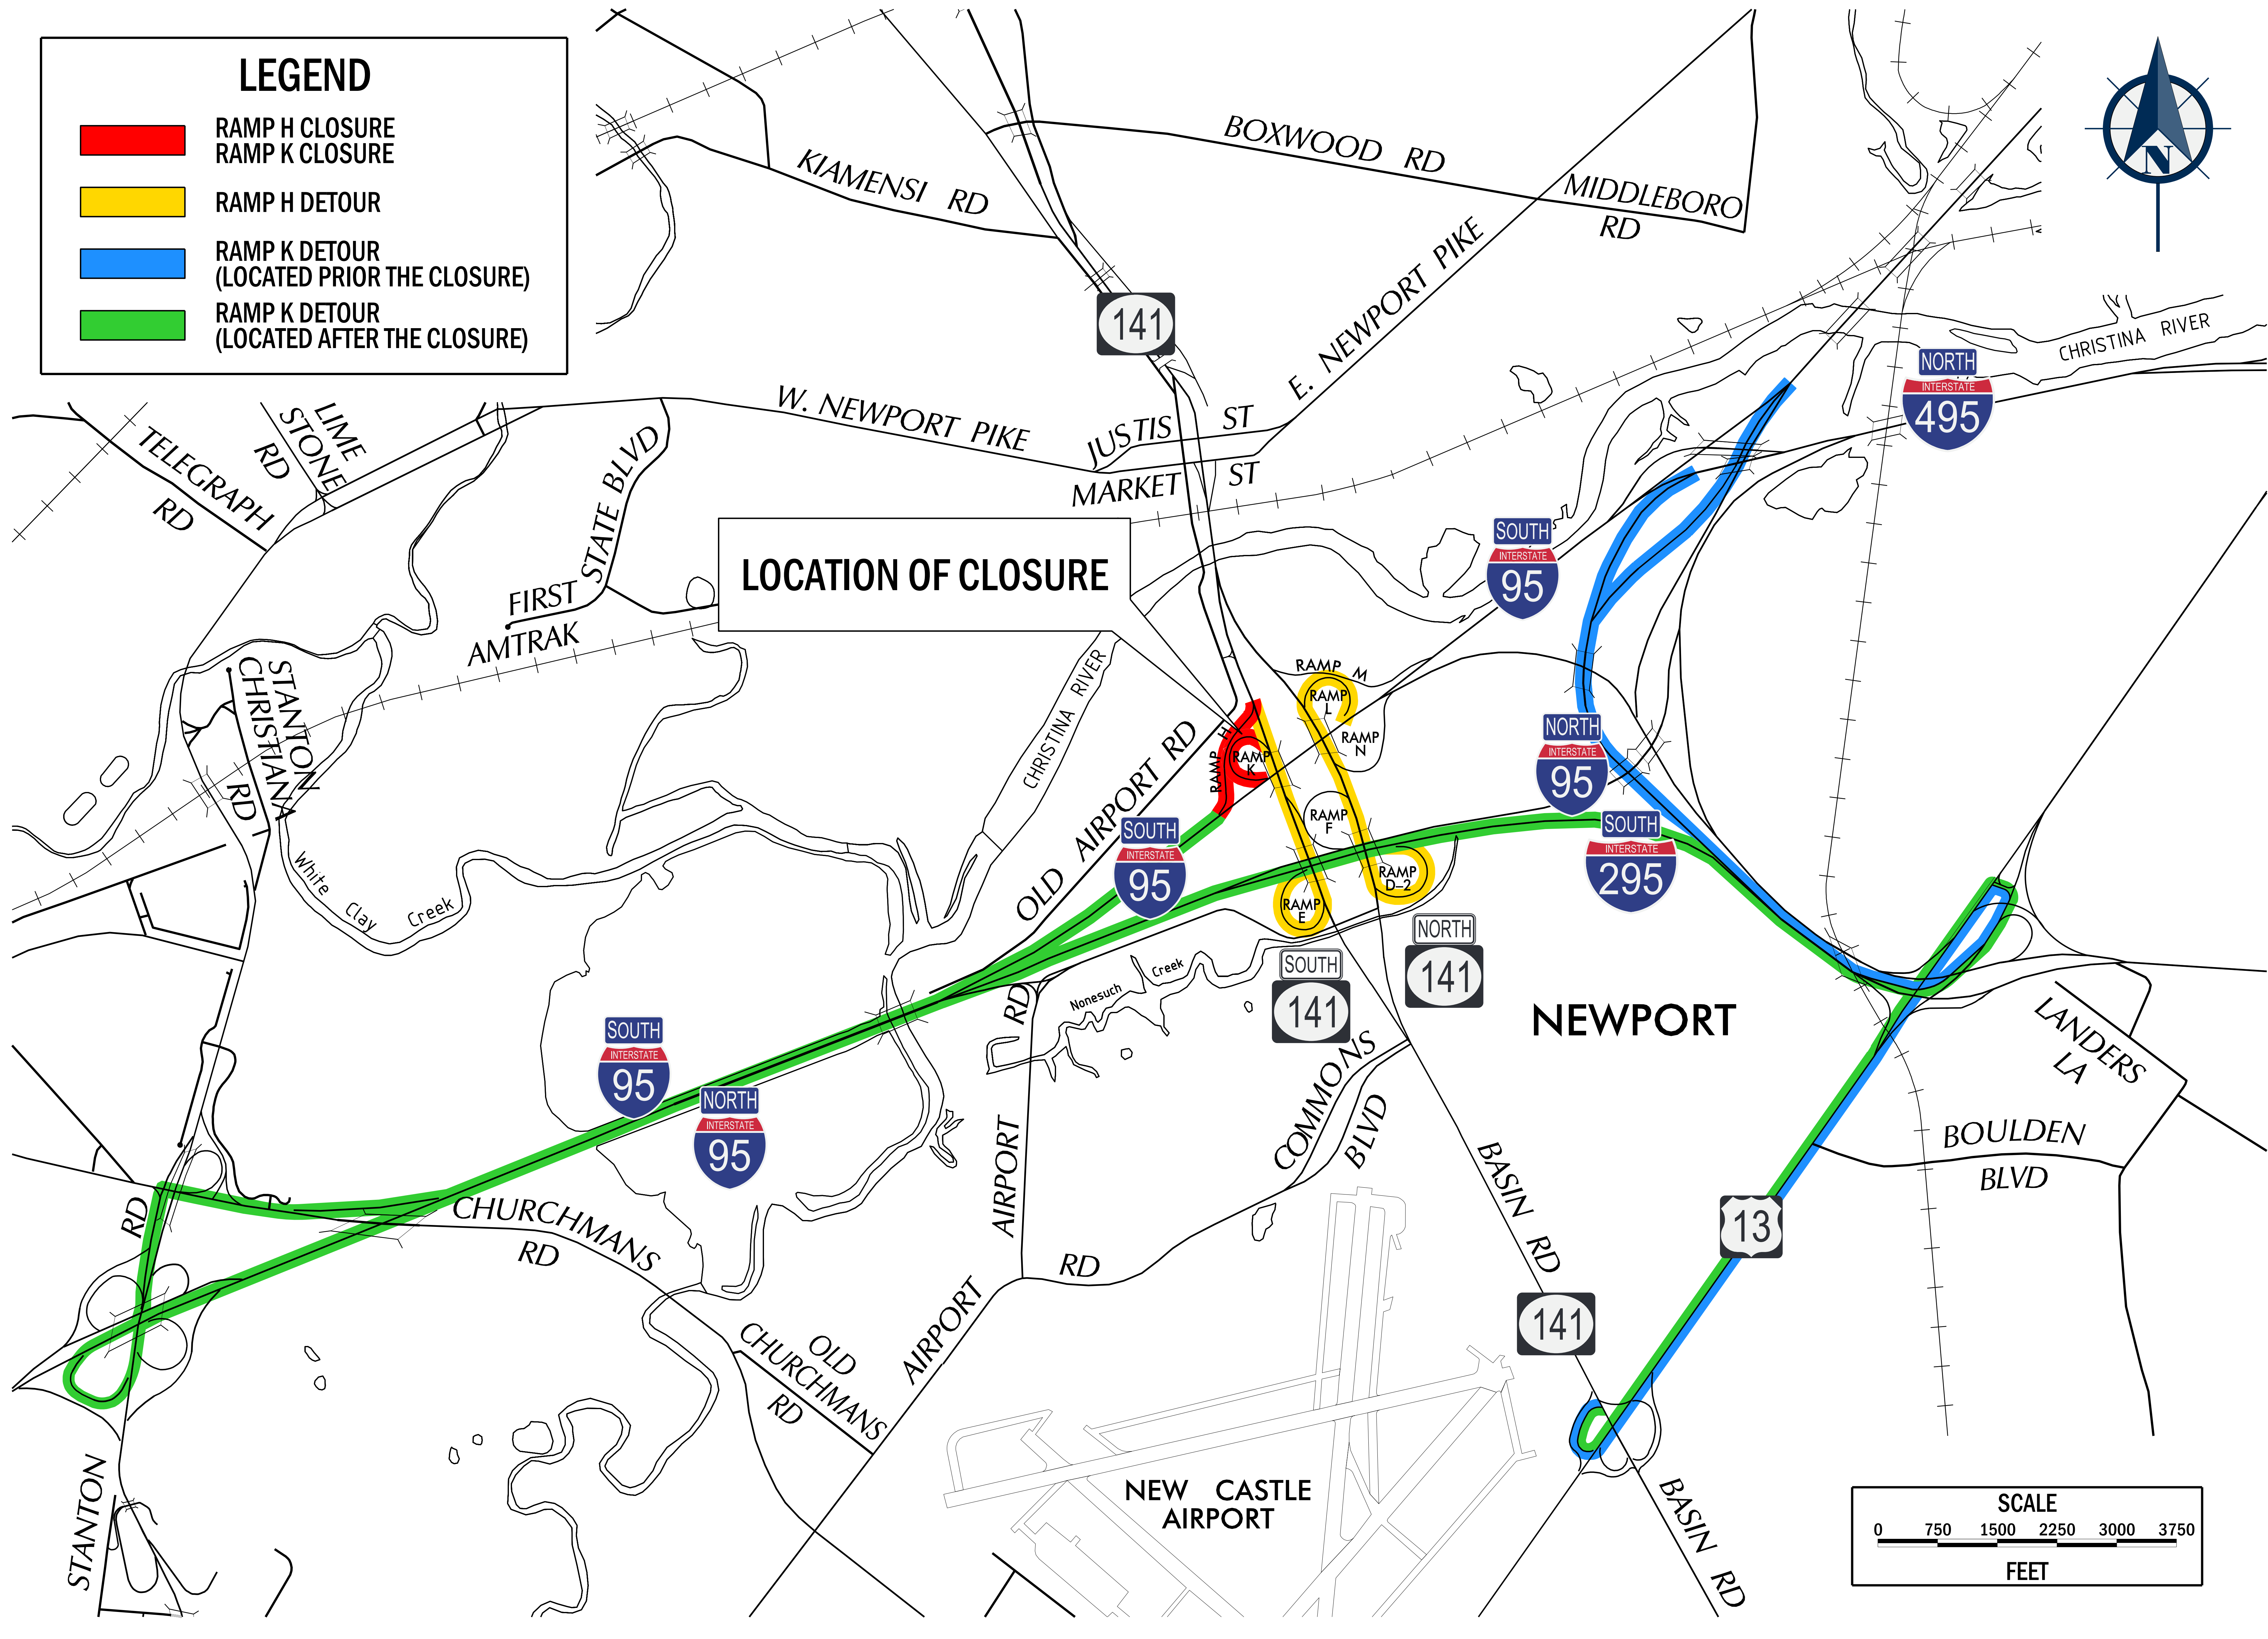 LEGEND
RAMP H CLOSURE
RAMP K CLOSURE
RAMP H DETOUR
RAMP K DETOUR
(LOCATED PRIOR THE CLOSURE)
RAMP K DETOUR
(LOCATED AFTER THE CLOSURE)
N
BOXWOOD RD
KIAMENSI RD
MIDDLEBORO
RD
E. NEWPORT PIKE
141
CHRISTINA RIVER
NORTH
INTERSTATE
495
W. NEWPORT PIKE
JUSTIS ST
MARKET ST
LIME
STONE
RD
TELEGRAPH
RD
STATE BLVD
FIRST
AMTRAK
LOCATION OF CLOSURE
SOUTH
INTERSTATE
95
STANTON
CHRISTIANA
RD
CHRISTINA RIVER
OLD AIRPORT RD
RAMP M
RAMP
L
RAMP
N
RAMP H
RAMP
K
RAMP
F
RAMP
D-2
RAMP
E
NORTH
INTERSTATE
95
SOUTH
INTERSTATE
295
SOUTH
INTERSTATE
95
White Clay Creek
Nonesuch Creek
NORTH
141
SOUTH
141
NEWPORT
LANDERS
LA
SOUTH
INTERSTATE
95
NORTH
INTERSTATE
95
AIRPORT RD
COMMONS
BLVD
BASIN RD
BOULDEN
BLVD
13
RD
CHURCHMANS
RD
AIRPORT
RD
OLD
CHURCHMANS
RD
141
STANTON
NEW CASTLE
AIRPORT
BASIN RD
SCALE
0 750 1500 2250 3000 3750
FEET